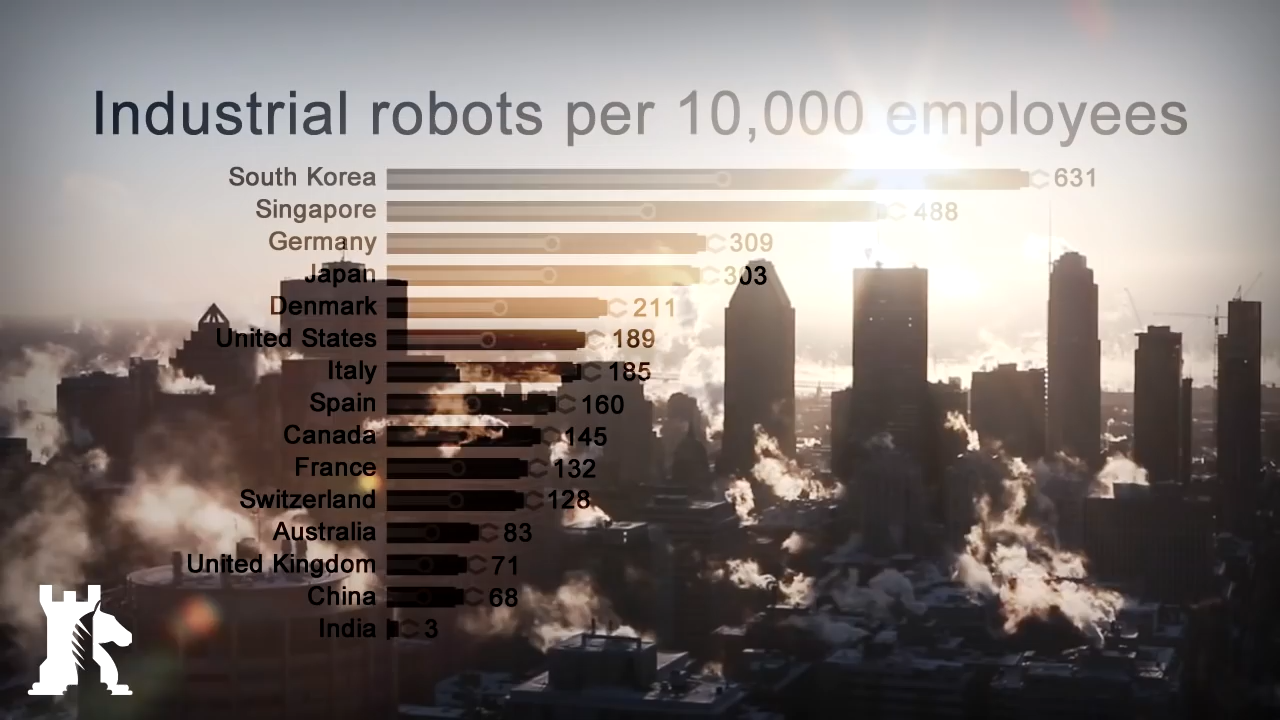 Industrial robots per 10,000 employees
South Korea 631
Singapore 488
Germany 309
Japan 303
Denmark 211
United States 189
Italy 185
Spain 160
Canada 145
France 132
Switzerland 128
Australia 83
United Kingdom 71
China 68
India 3